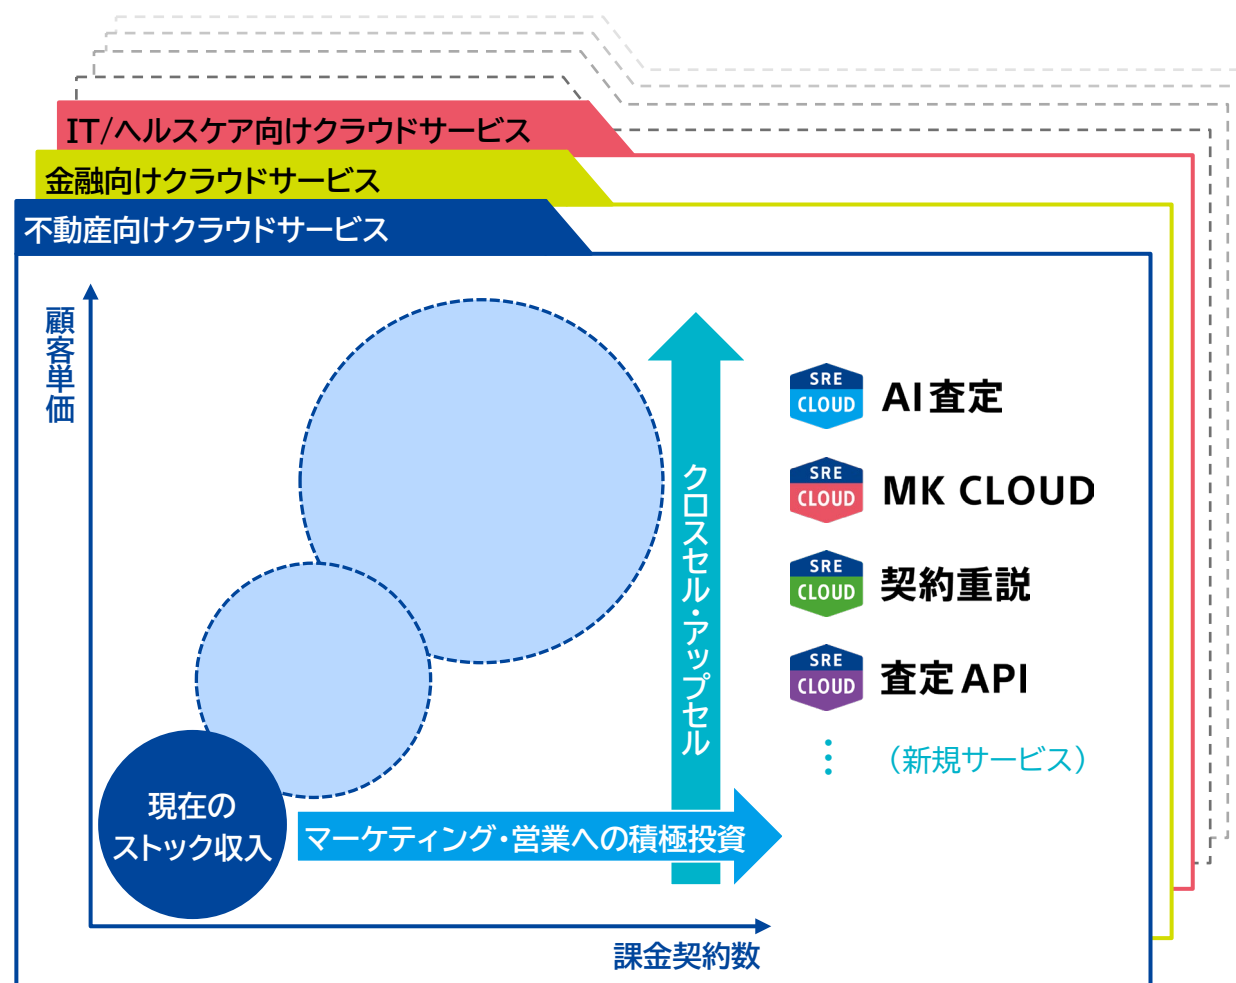 IT/ヘルスケア向けクラウドサービス
金融向けクラウドサービス
不動産向けクラウドサービス
顧客単価
現在の
ストック収入
マーケティング・営業への積極投資
クロスセル・アップセル
課金契約数
SRE
CLOUD
AI査定
SRE
CLOUD
MK CLOUD
SRE
CLOUD
契約重説
SRE
CLOUD
査定API
（新規サービス）